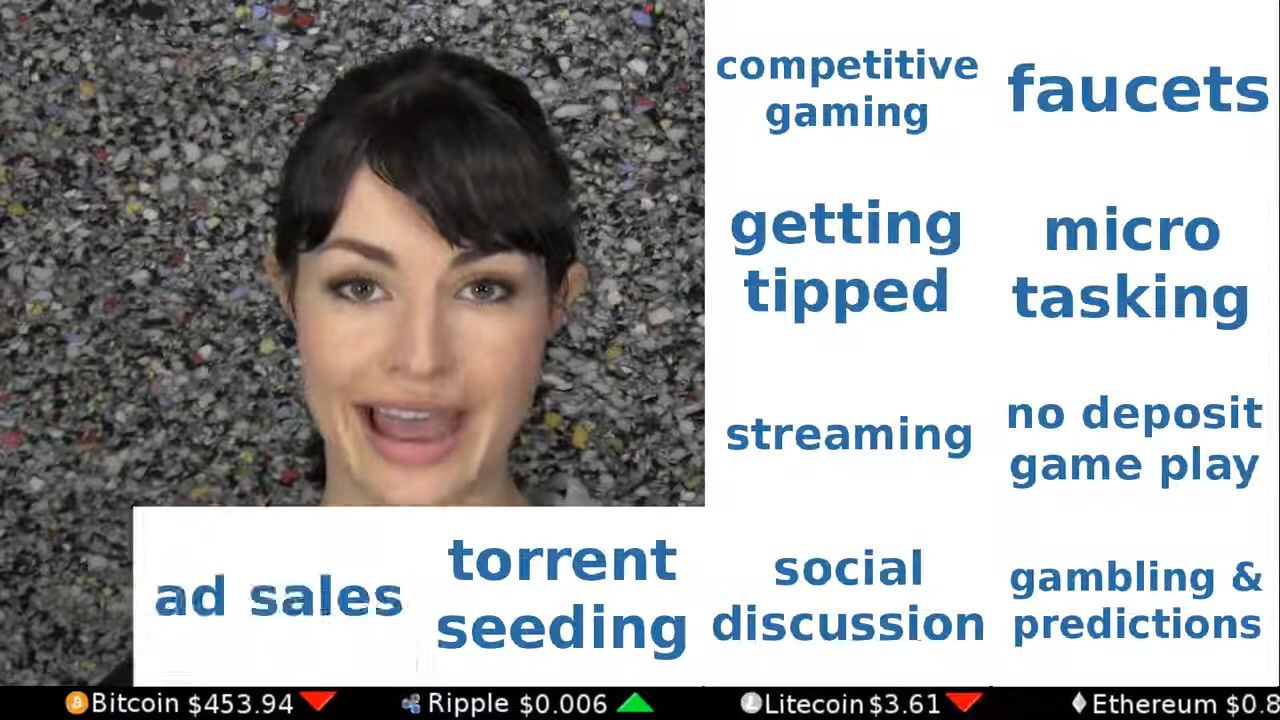 competitive
gaming
faucets
getting
tipped
micro
tasking
streaming
no deposit
game play
ad sales
torrent
seeding
social
discussion
gambling &
predictions
Bitcoin $453.94 Ripple $0.006 Litecoin $3.61 Ethereum $0.8